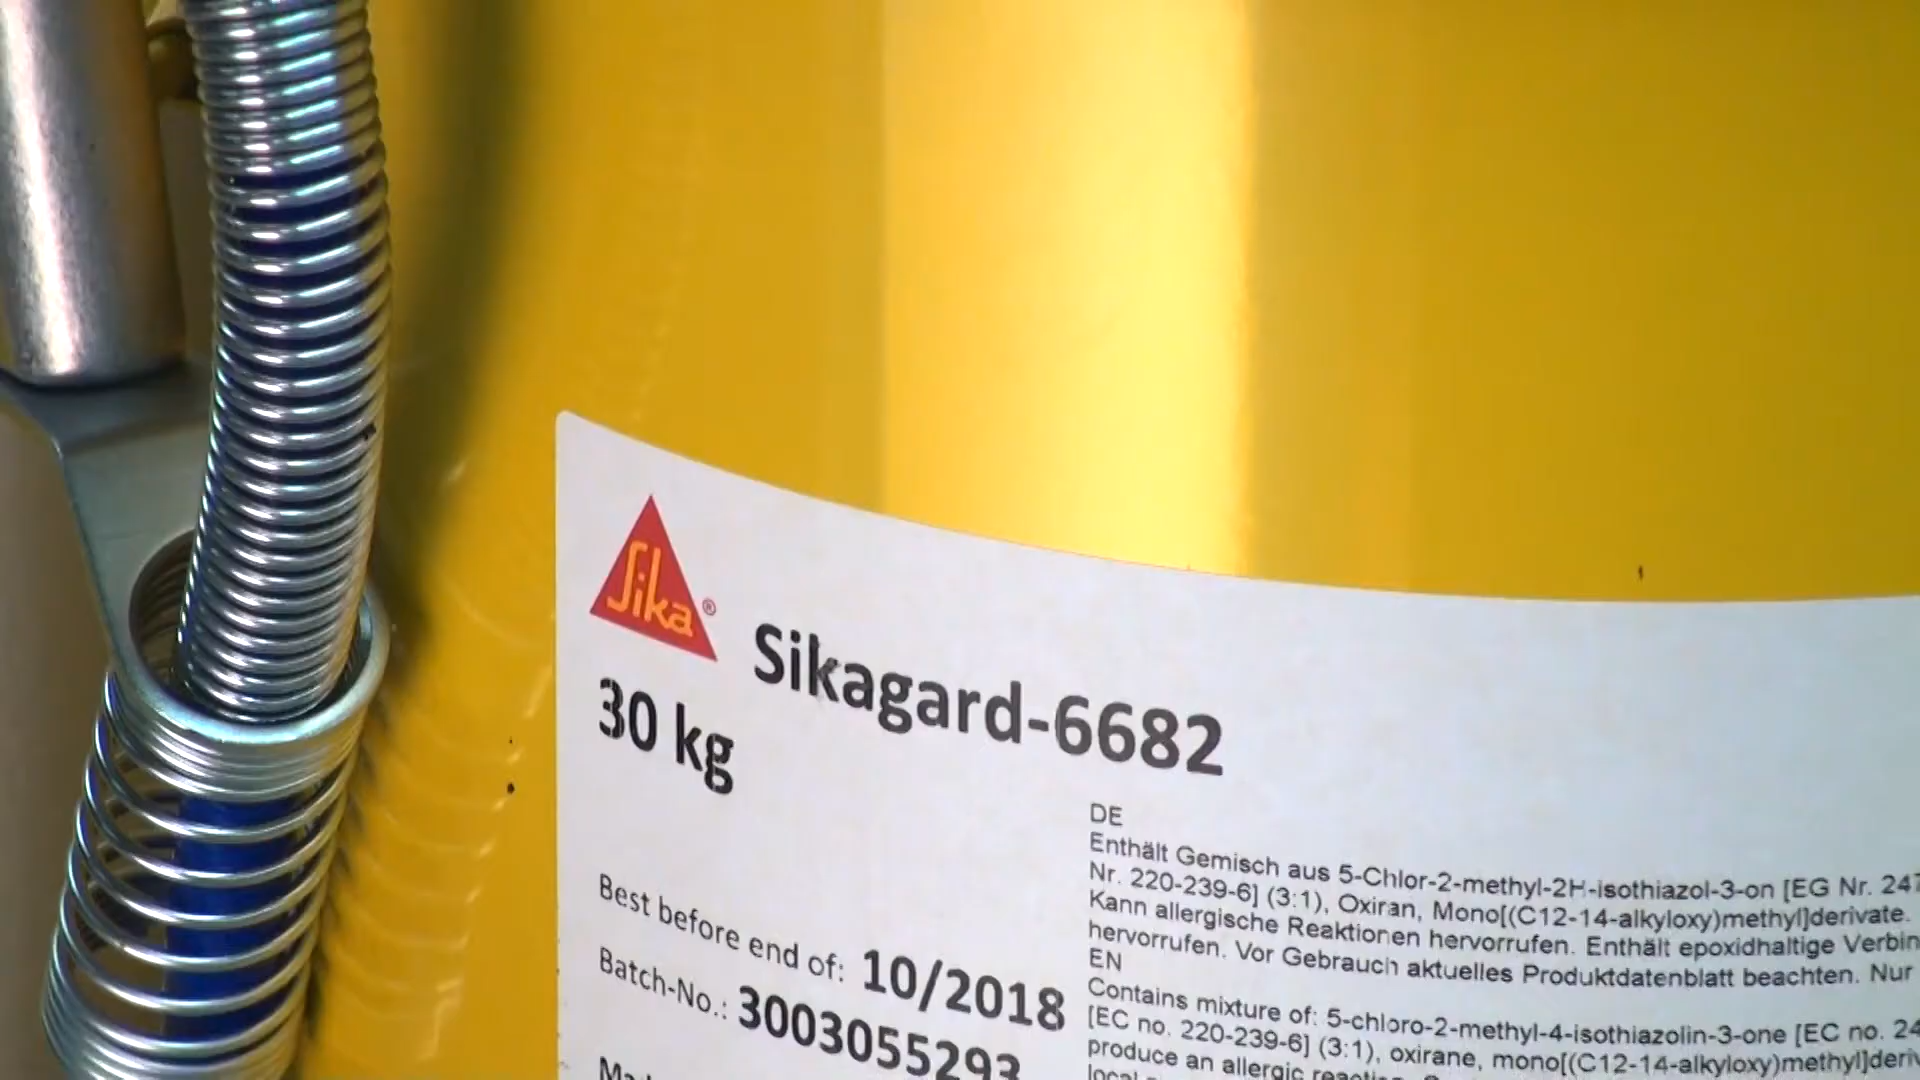 Sika®
Sikagard-6682
30 kg
Best before end of: 10/2018
Batch-No.: 3003055293
DE
Enthält Gemisch aus 5-Chlor-2-methyl-2H-isothiazol-3-on [EG Nr. 247
Nr. 220-239-6] (3:1), Oxiran, Mono[(C12-14-alkyloxy)methyl]derivate.
Kann allergische Reaktionen hervorrufen. Enthält epoxidhaltige Verbin
hervorrufen. Vor Gebrauch aktuelles Produktdatenblatt beachten. Nur
EN
Contains mixture of: 5-chloro-2-methyl-4-isothiazolin-3-one [EC no. 24
[EC no. 220-239-6] (3:1), oxirane, mono[(C12-14-alkyloxy)methyl]deriv
produce an allergic reaction.